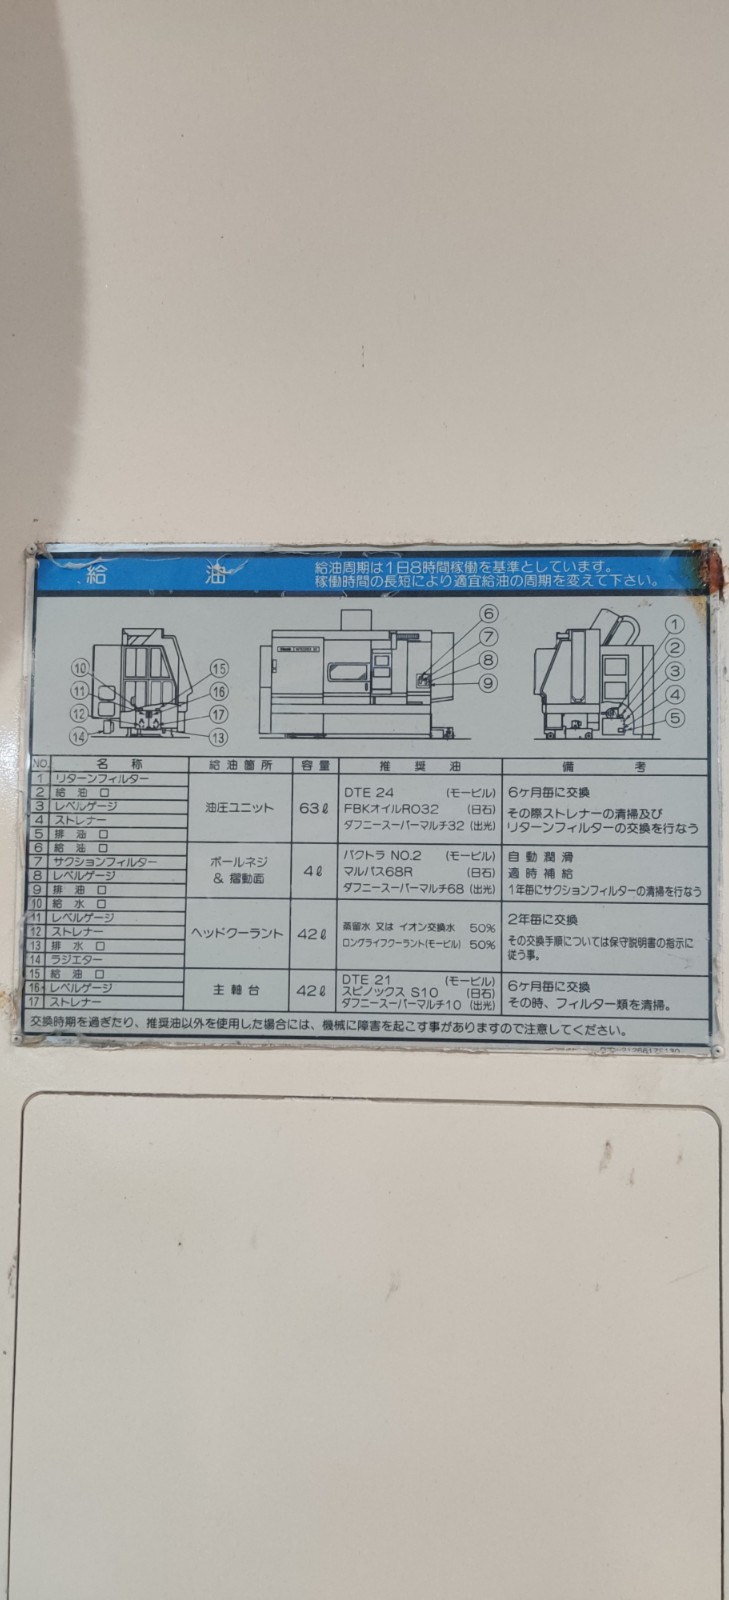 給油
給油周期は1日8時間稼働を基準としています。
稼働時間の長短により適宜給油の周期を変えて下さい。
⑩ ⑪ ⑫ ⑭ ⑮ ⑯ ⑰ ⑬
⑥ ⑦ ⑧ ⑨
① ② ③ ④ ⑤
NO. 名称 給油箇所 容量 推奨油 備考
1 リターンフィルター
2 給油口
3 レベルゲージ
4 ストレナー
5 排油口
油圧ユニット 63ℓ
DTE 24 (モービル)
FBKオイルRO32 (日石)
ダフニースーパーマルチ32 (出光)
6ヶ月毎に交換
その際ストレナーの清掃及び
リターンフィルターの交換を行なう
6 給油口
7 サクションフィルター
8 レベルゲージ
9 排油口
ボールネジ
& 摺動面
4ℓ
バクトラ NO.2 (モービル)
マルパス68R (日石)
ダフニースーパーマルチ68 (出光)
自動潤滑
適時補給
1年毎にサクションフィルターの清掃を行なう
10 給水口
11 レベルゲージ
12 ストレナー
13 排水口
14 ラジエター
ヘッドクーラント 42ℓ
蒸留水 又は イオン交換水 50%
ロングライフクーラント(モービル) 50%
2年毎に交換
その交換手順については保守説明書の指示に
従う事。
15 給油口
16 レベルゲージ
17 ストレナー
主軸台 42ℓ
DTE 21 (モービル)
スピノックス S10 (日石)
ダフニースーパーマルチ10 (出光)
6ヶ月毎に交換
その時、フィルター類を清掃。
交換時期を過ぎたり、推奨油以外を使用した場合には、機械に障害を起こす事がありますので注意してください。